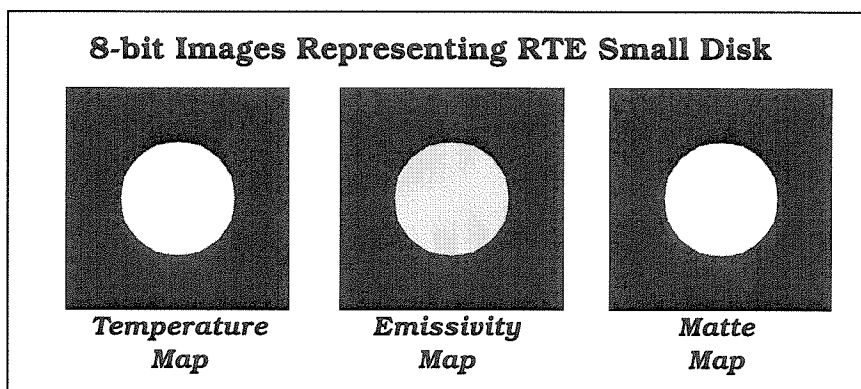 8-bit Images Representing RTE Small Disk
Temperature Map
Emissivity Map
Matte Map